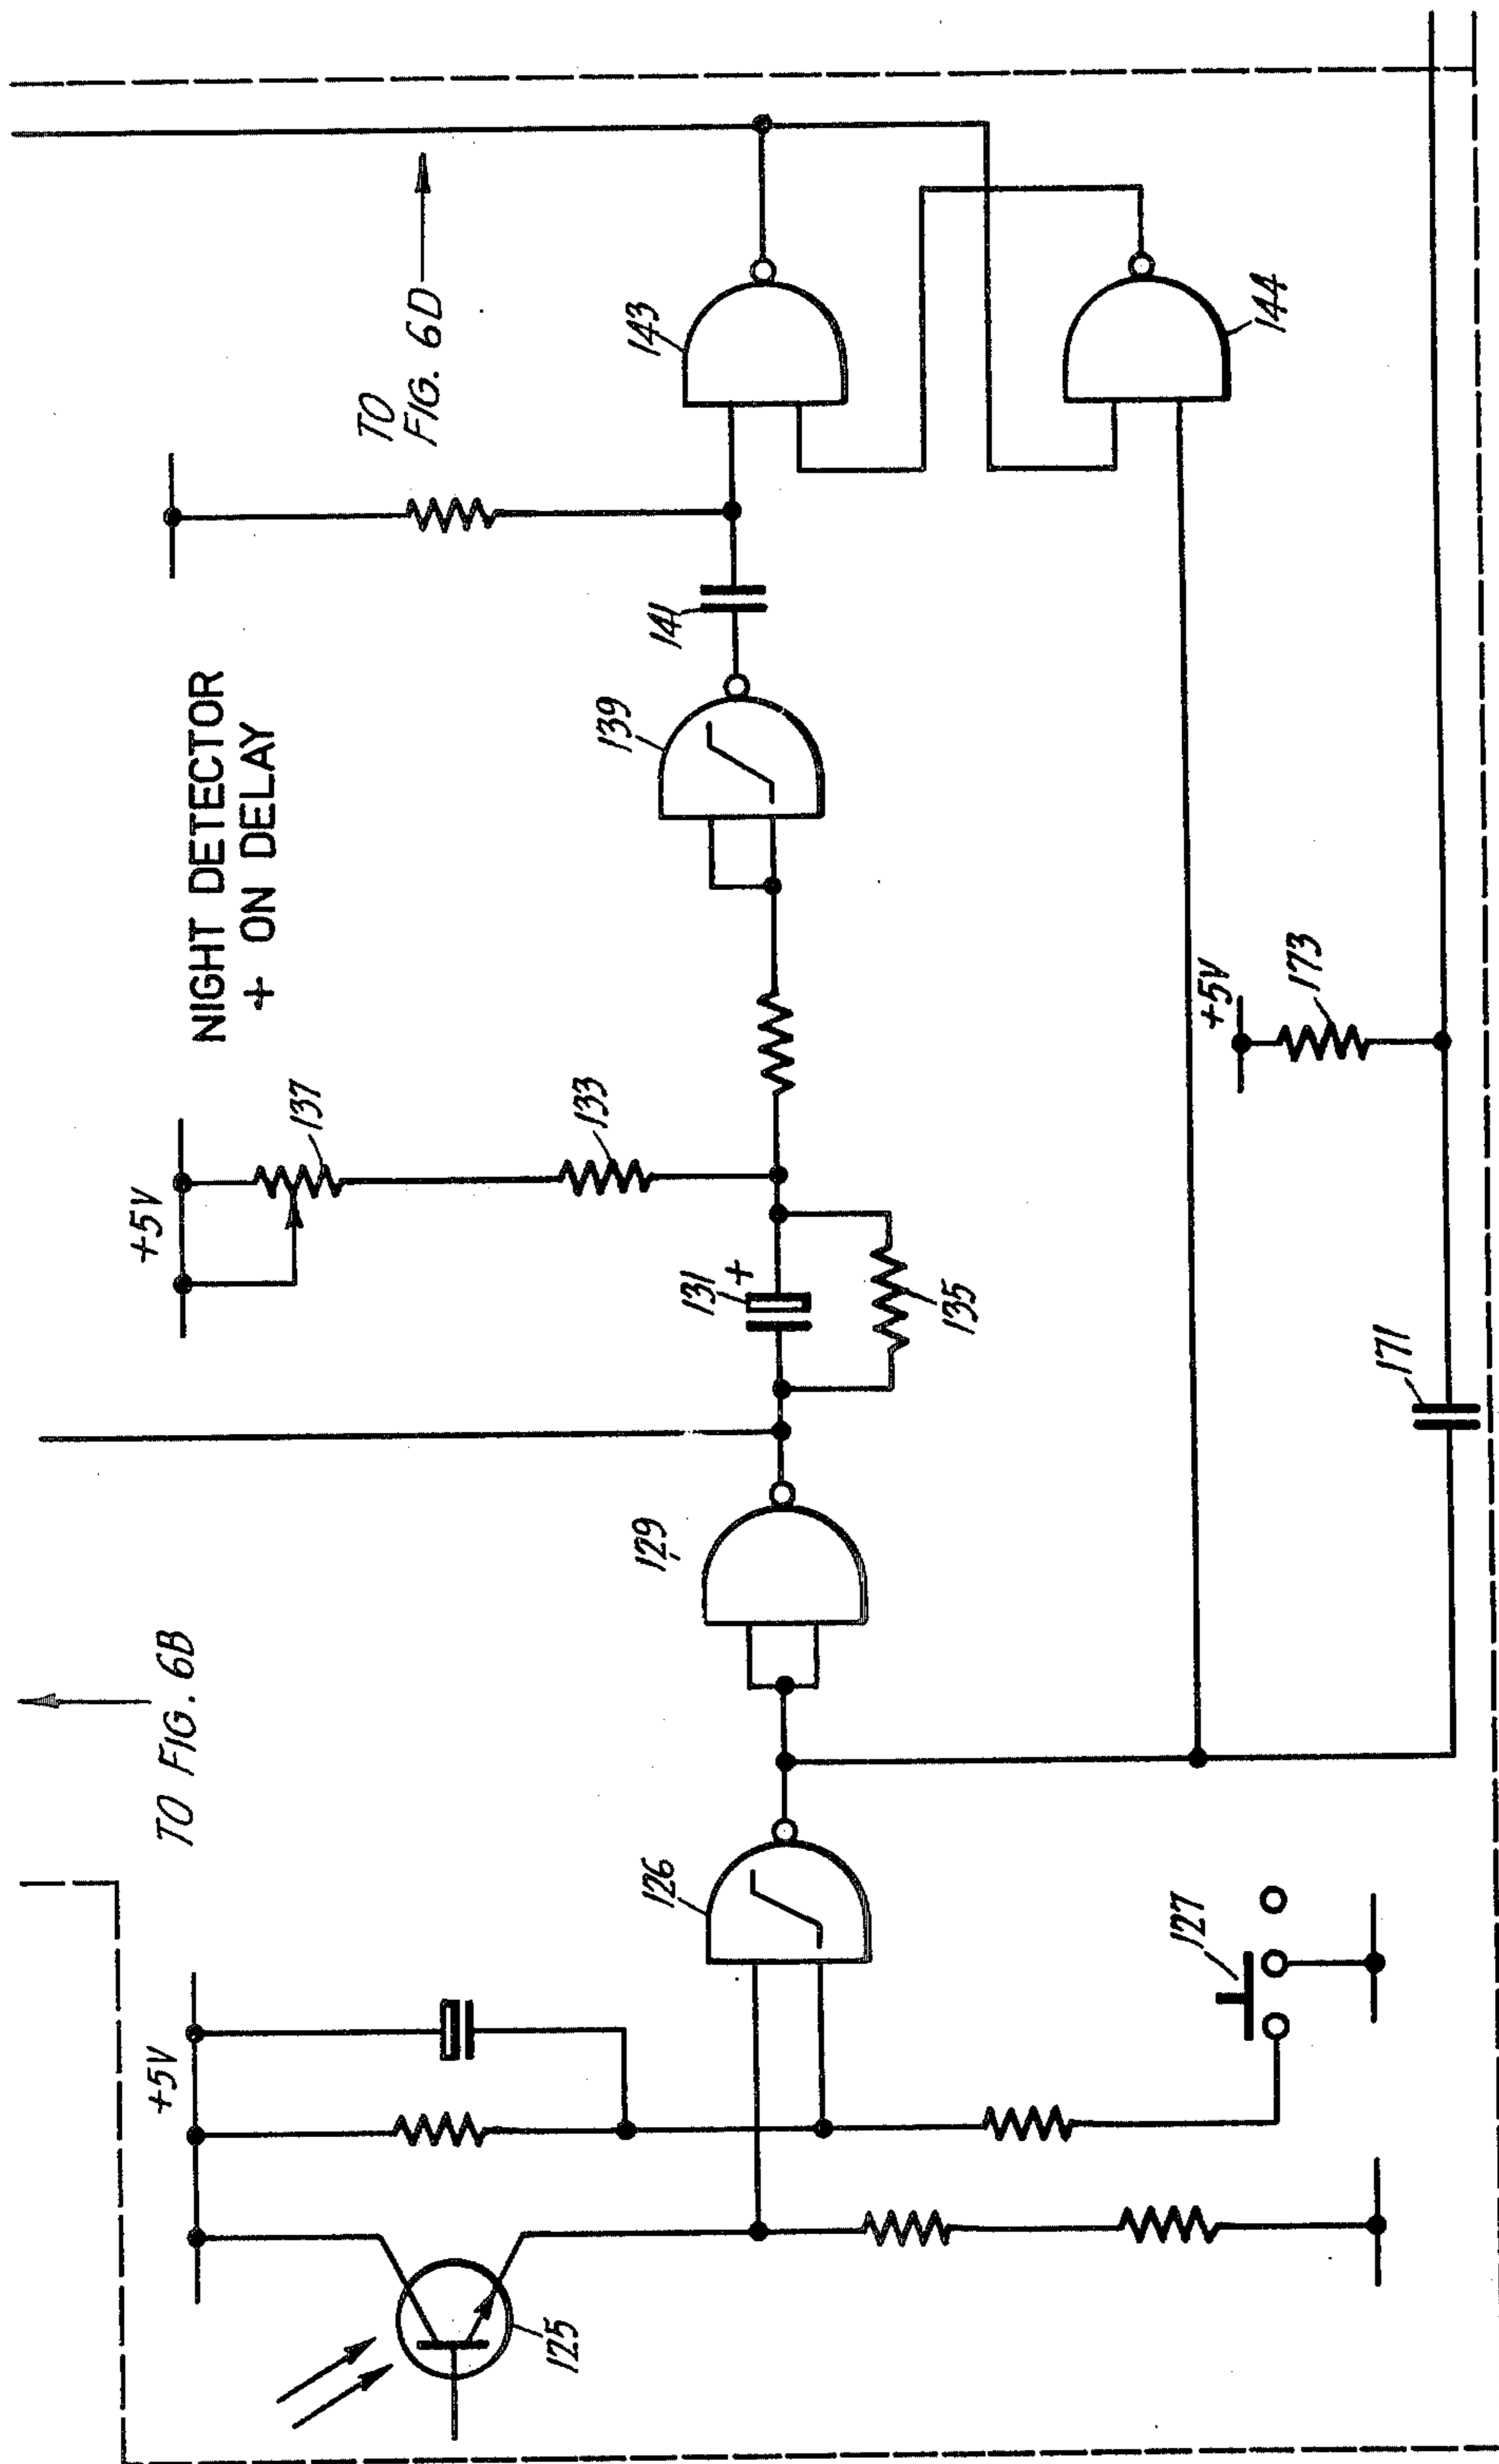 NIGHT DETECTOR
+ ON DELAY
TO FIG. 6B
TO
FIG. 6D
+5V
+5V
+5V
125
126
127
129
131
+
133
135
137
139
141
143
144
171
173